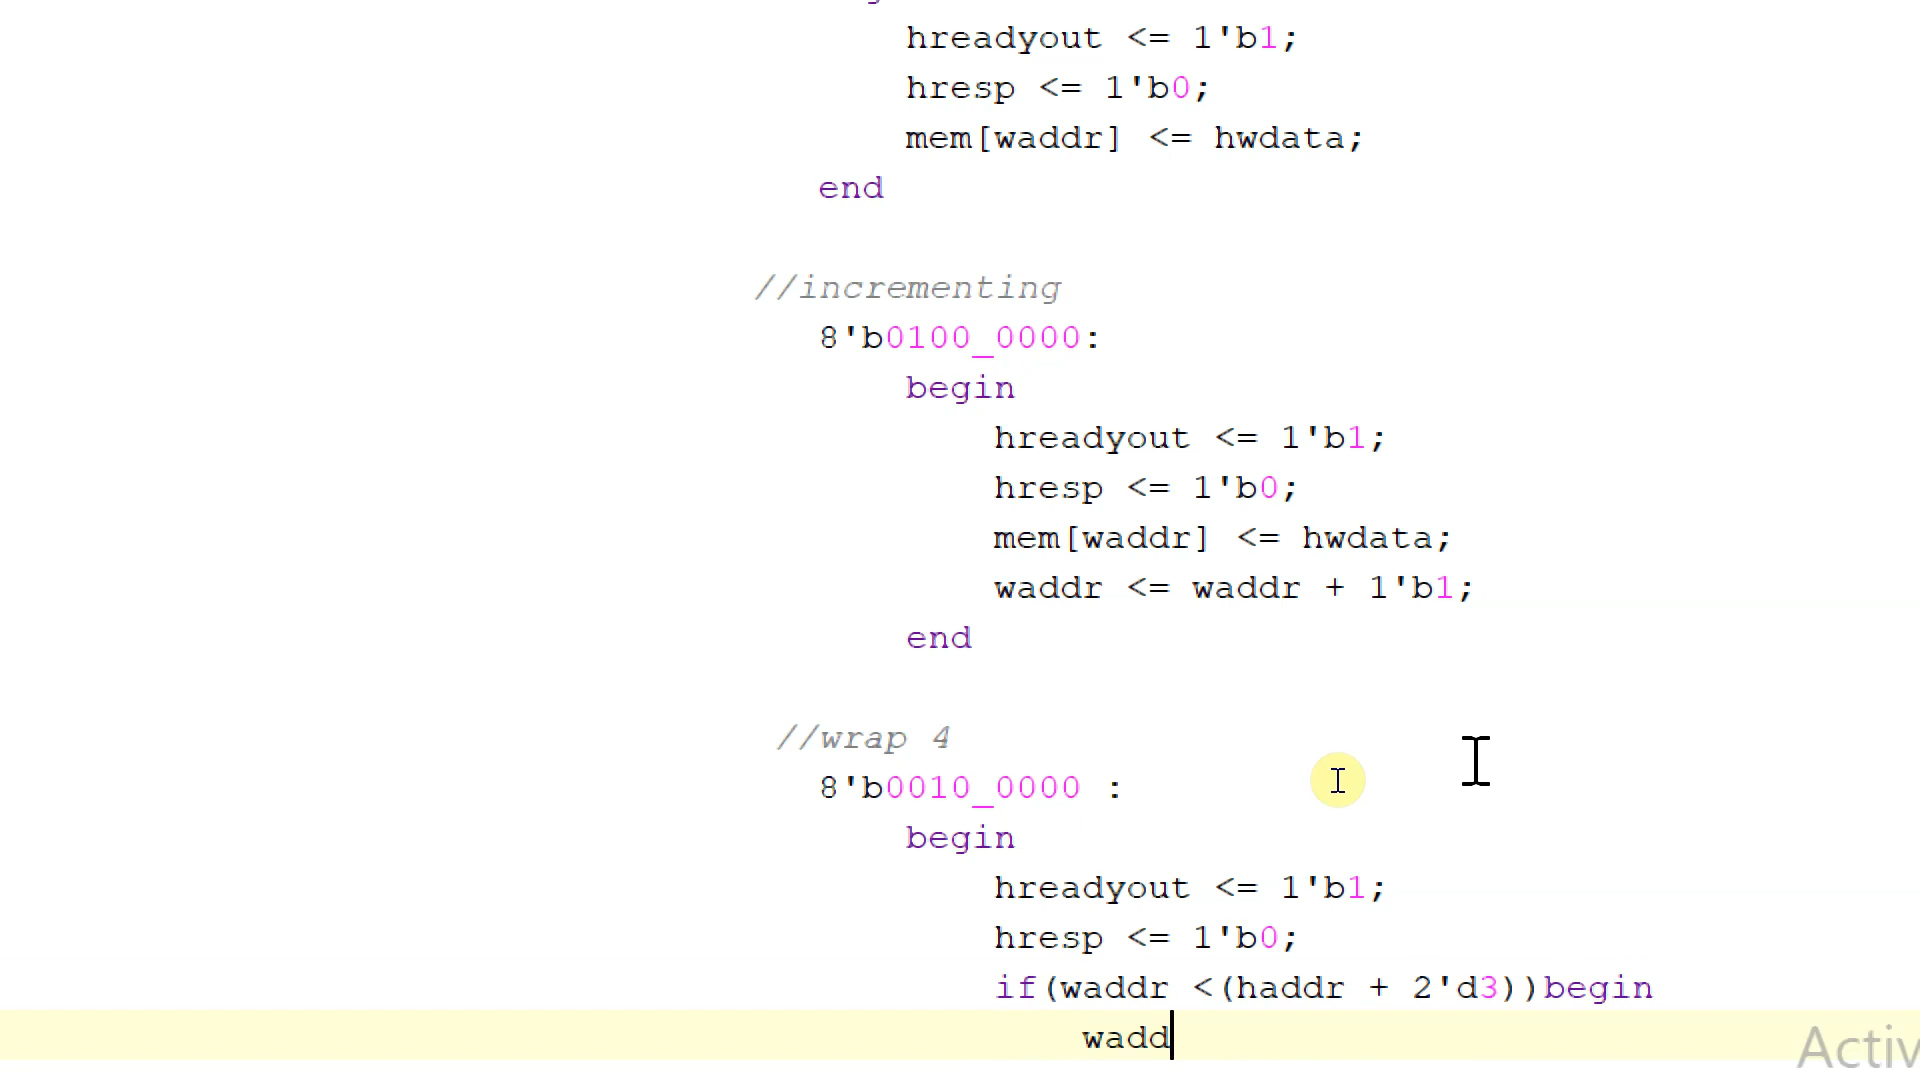 hreadyout <= 1'b1;
hresp <= 1'b0;
mem[waddr] <= hwdata;
end
//incrementing
8'b0100_0000:
begin
hreadyout <= 1'b1;
hresp <= 1'b0;
mem[waddr] <= hwdata;
waddr <= waddr + 1'b1;
end
//wrap 4
8'b0010_0000 :
begin
hreadyout <= 1'b1;
hresp <= 1'b0;
if(waddr <(haddr + 2'd3))begin
wadd
Activ